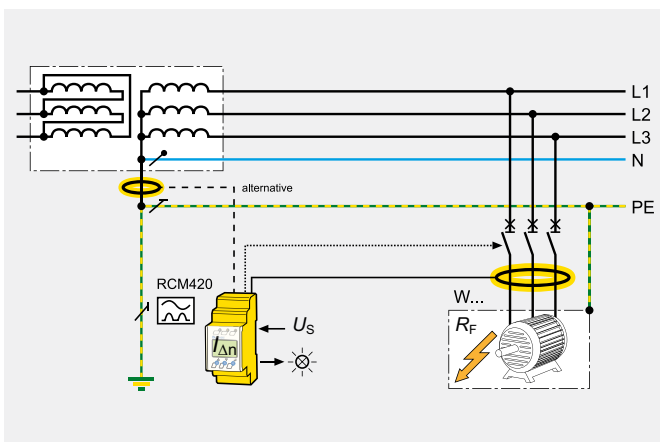 L1
L2
L3
N
alternative
PE
RCM420
W...
US
RF
IΔn